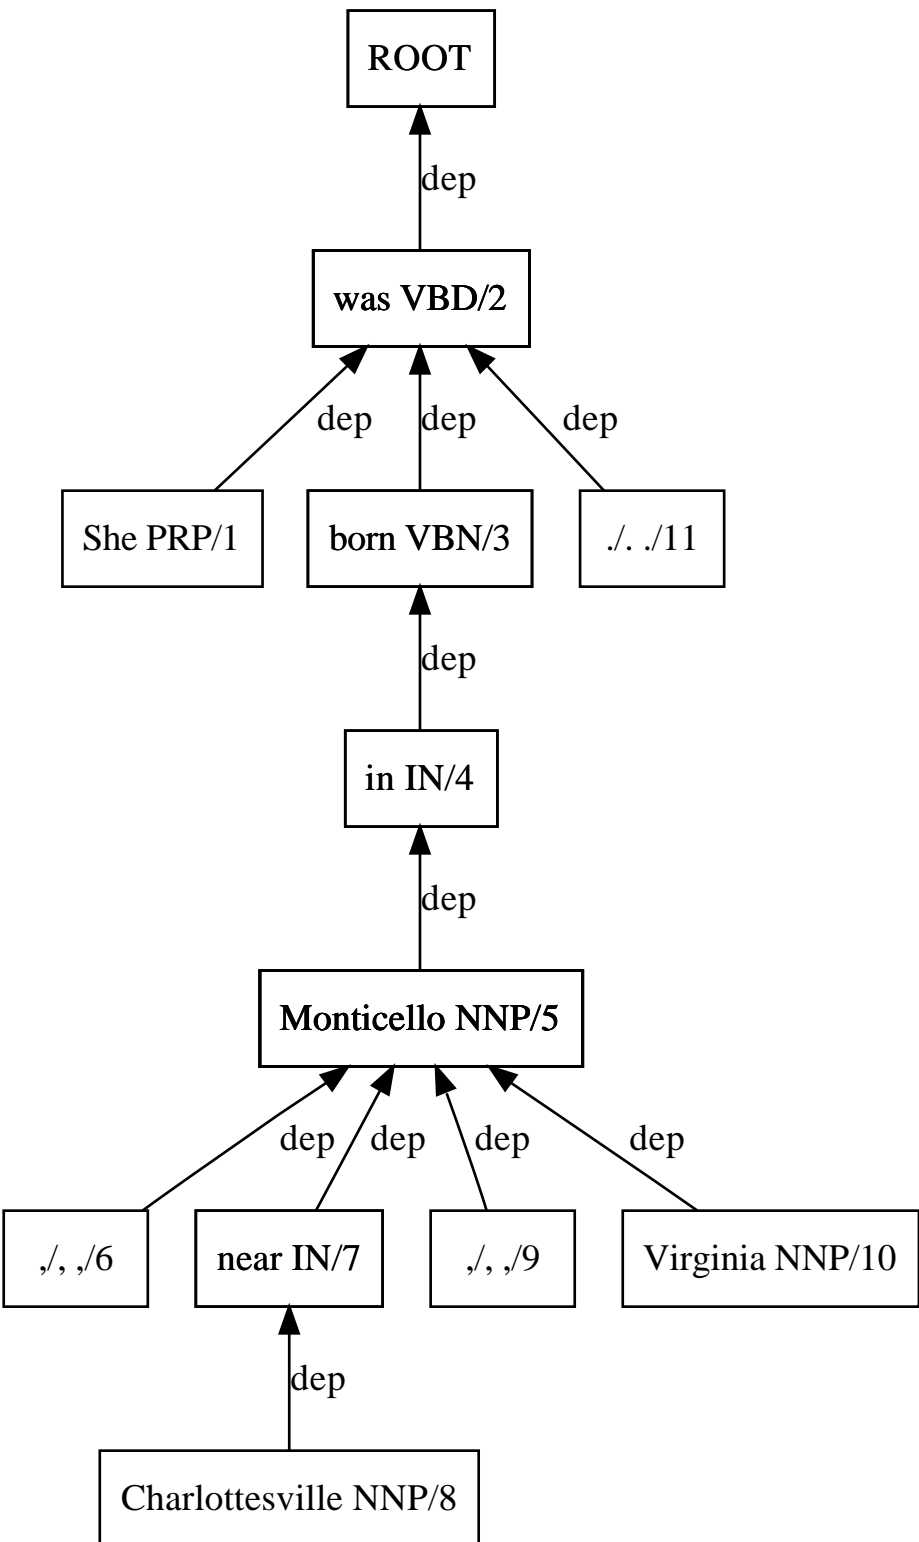 ROOT
dep
was VBD/2
dep dep dep
She PRP/1 born VBN/3 ./. ./11
dep
in IN/4
dep
Monticello NNP/5
dep dep dep dep
,/, ,/6 near IN/7 ,/, ,/9 Virginia NNP/10
dep
Charlottesville NNP/8